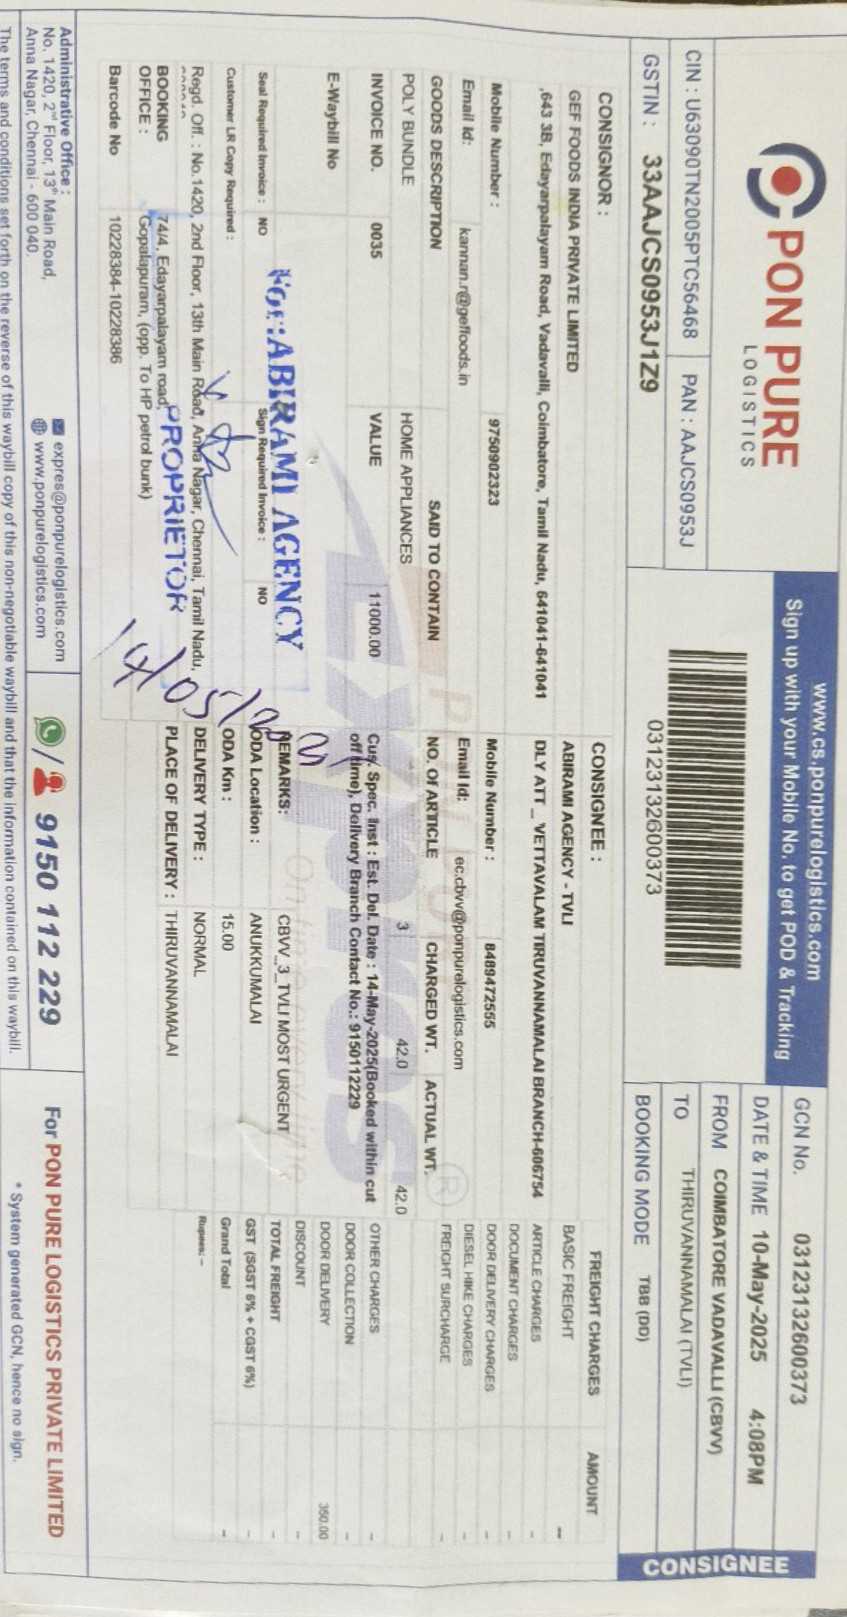 PON PURE
LOGISTICS
www.cs.ponpurelogistics.com
Sign up with your Mobile No. to get POD & Tracking
GCN No. 03123132600373
DATE & TIME 10-May-2025 4:08PM
CIN : U63090TN2005PTC56468 PAN : AAJCS0953J
FROM COIMBATORE VADAVALLI (CBVV)
GSTIN : 33AAJCS0953J1Z9
03123132600373
TO THIRUVANNAMALAI (TVLI)
BOOKING MODE TBB (DD)
CONSIGNEE
CONSIGNOR :
GEF FOODS INDIA PRIVATE LIMITED
,643 3B, Edayarpalayam Road, Vadavalli, Coimbatore, Tamil Nadu, 641041-641041
Mobile Number : 9750902323
Email Id: kannan.r@geffoods.in
CONSIGNEE :
ABIRAMI AGENCY - TVLI
DLY ATT _ VETTAVALAM TIRUVANNAMALAI BRANCH-606754
Mobile Number : 8489472555
Email Id: ec.cbvv@ponpurelogistics.com
FREIGHT CHARGES AMOUNT
BASIC FREIGHT –
ARTICLE CHARGES -
DOCUMENT CHARGES -
DOOR DELIVERY CHARGES -
DIESEL HIKE CHARGES -
FREIGHT SURCHARGE -
GOODS DESCRIPTION SAID TO CONTAIN NO. OF ARTICLE CHARGED WT. ACTUAL WT.
POLY BUNDLE HOME APPLIANCES 3 42.0 42.0
INVOICE NO. 0035 VALUE 11000.00
Cus. Spec. Inst : Est. Del. Date : 14-May-2025(Booked within cut
off time), Delivery Branch Contact No.: 9150112229
OTHER CHARGES -
DOOR COLLECTION -
DOOR DELIVERY 350.00
DISCOUNT -
TOTAL FREIGHT -
GST (SGST 6% + CGST 6%) -
Grand Total -
Rupees: –
E-Waybill No
REMARKS: CBVV_3_TVLI MOST URGENT
Seal Required Invoice : NO Sign Required Invoice : NO
ODA Location : ANUKKUMALAI
Customer LR Copy Required :
ODA Km : 15.00
Regd. Off. : No.1420, 2nd Floor, 13th Main Road, Anna Nagar, Chennai, Tamil Nadu,
DELIVERY TYPE : NORMAL
BOOKING OFFICE : 74/4, Edayarpalayam road,
Gopalapuram, (opp. To HP petrol bunk)
PLACE OF DELIVERY : THIRUVANNAMALAI
Barcode No 10228384-10228386
For:ABIRAMI AGENCY
PROPRIETOR
14/05/20
Expres
®
Administrative Office :
No. 1420, 2nd Floor, 13th Main Road,
Anna Nagar, Chennai - 600 040.
expres@ponpurelogistics.com
www.ponpurelogistics.com
/ 9150 112 229
For PON PURE LOGISTICS PRIVATE LIMITED
* System generated GCN, hence no sign.
The terms and conditions set forth on the reverse of this waybill copy of this non-negotiable waybill and that the information contained on this waybill.